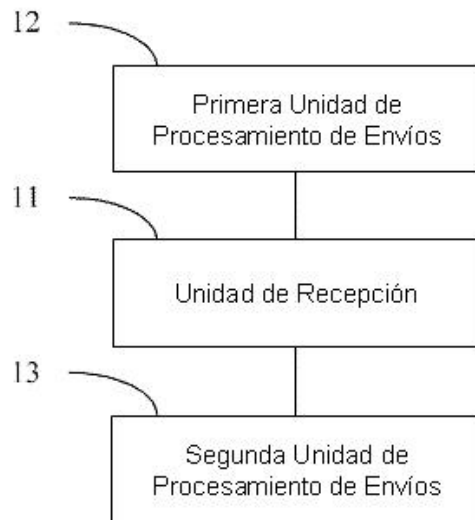 12
Primera Unidad de
Procesamiento de Envíos
11
Unidad de Recepción
13
Segunda Unidad de
Procesamiento de Envíos